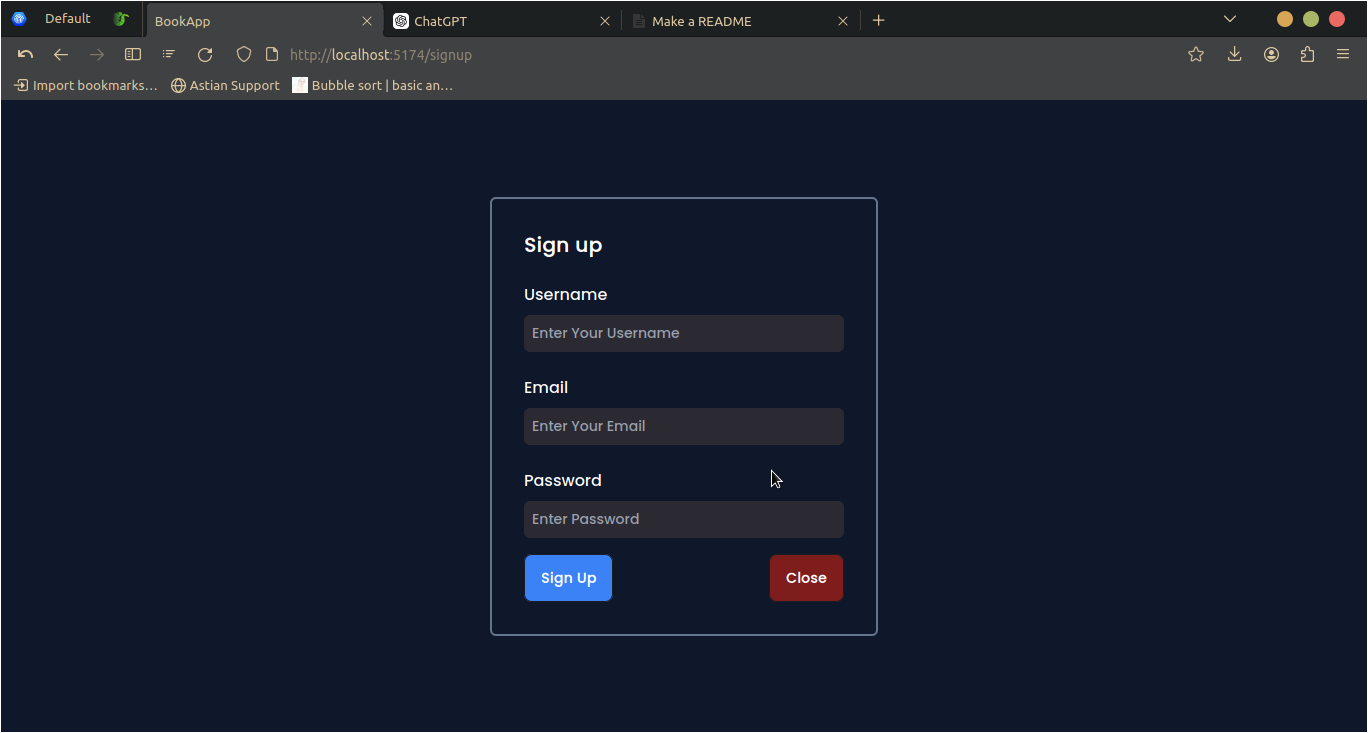 Default
BookApp
ChatGPT
Make a README
http://localhost:5174/signup
Import bookmarks...
Astian Support
Bubble sort | basic an...
Sign up
Username
Enter Your Username
Email
Enter Your Email
Password
Enter Password
Sign Up
Close